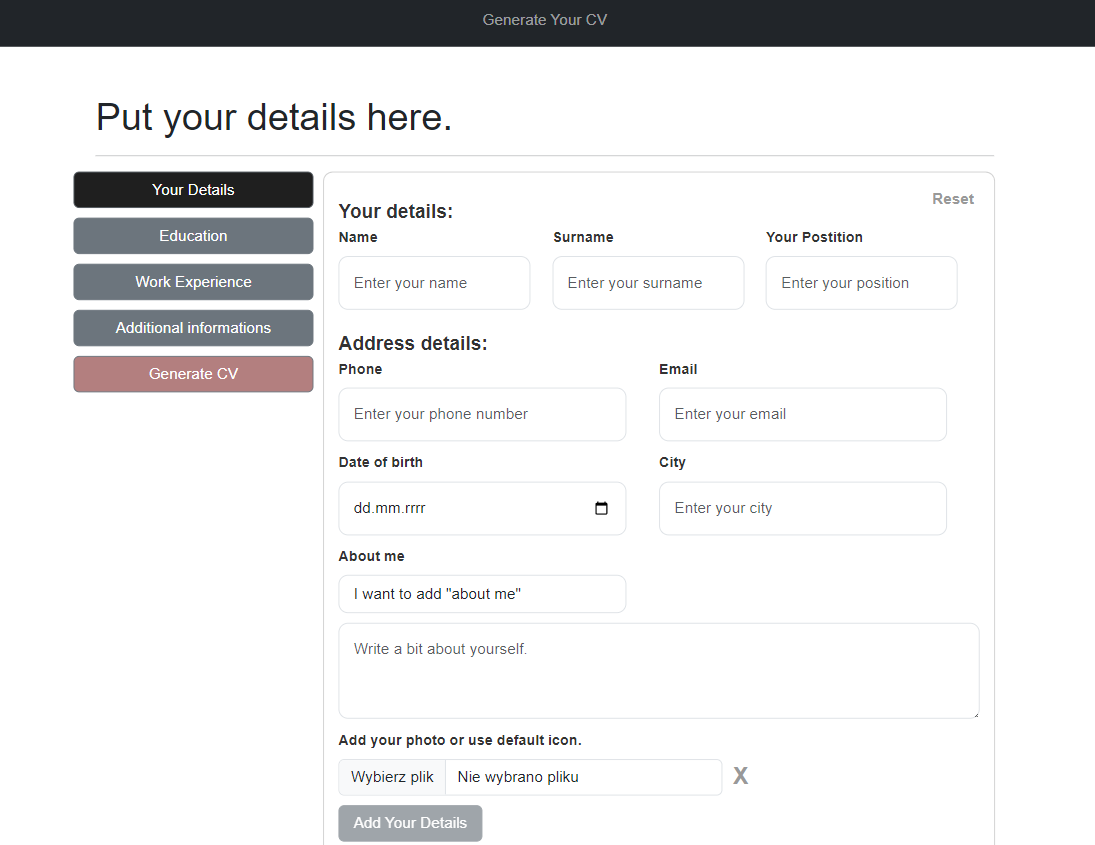 Generate Your CV
Put your details here.
Your Details
Education
Work Experience
Additional informations
Generate CV
Reset
Your details:
Name Surname Your Postition
Enter your name Enter your surname Enter your position
Address details:
Phone Email
Enter your phone number Enter your email
Date of birth City
dd.mm.rrrr Enter your city
About me
I want to add "about me"
Write a bit about yourself.
Add your photo or use default icon.
Wybierz plik Nie wybrano pliku X
Add Your Details